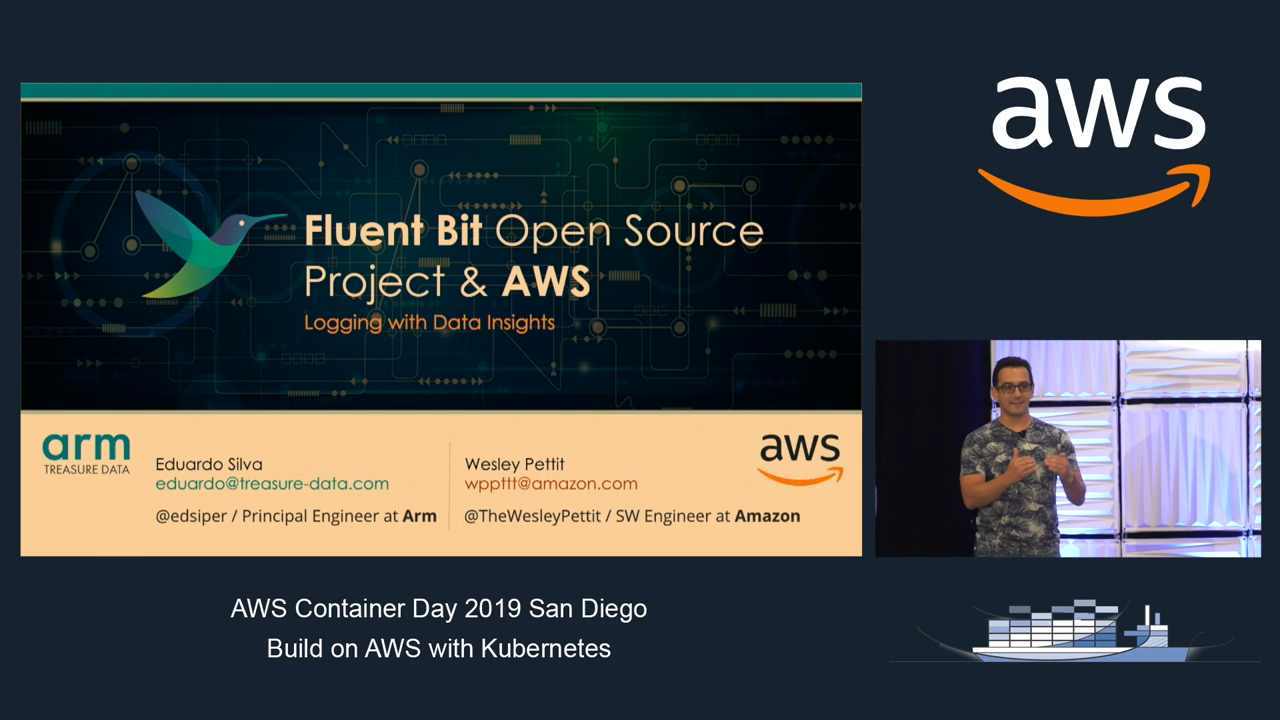 aws
Fluent Bit Open Source
Project & AWS
Logging with Data Insights
arm
TREASURE DATA
Eduardo Silva
eduardo@treasure-data.com
@edsiper / Principal Engineer at Arm
Wesley Pettit
wppttt@amazon.com
@TheWesleyPettit / SW Engineer at Amazon
aws
AWS Container Day 2019 San Diego
Build on AWS with Kubernetes